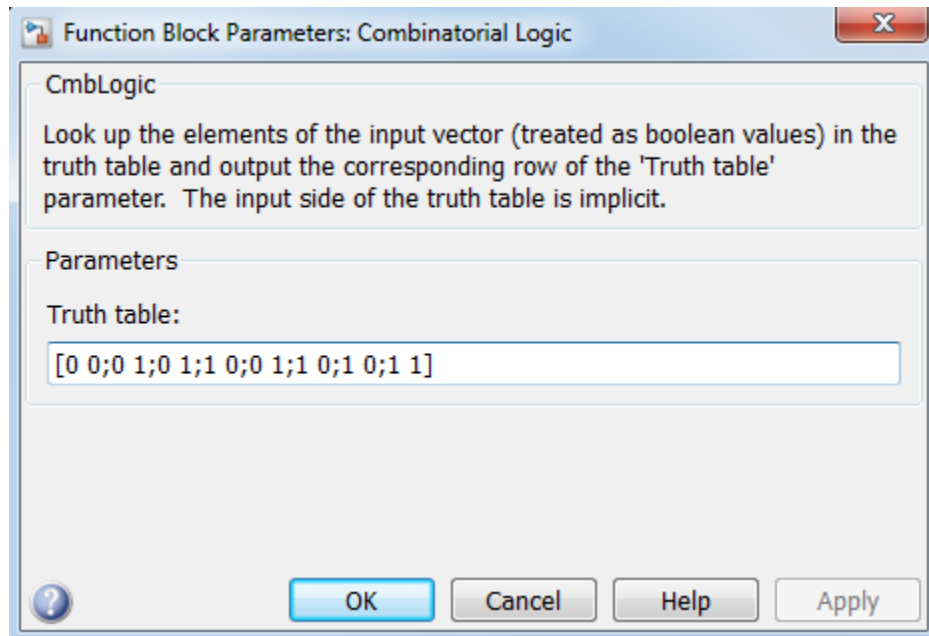 Function Block Parameters: Combinatorial Logic
CmbLogic
Look up the elements of the input vector (treated as boolean values) in the
truth table and output the corresponding row of the 'Truth table'
parameter.  The input side of the truth table is implicit.
Parameters
Truth table:
[0 0;0 1;0 1;1 0;0 1;1 0;1 0;1 1]
OK Cancel Help Apply